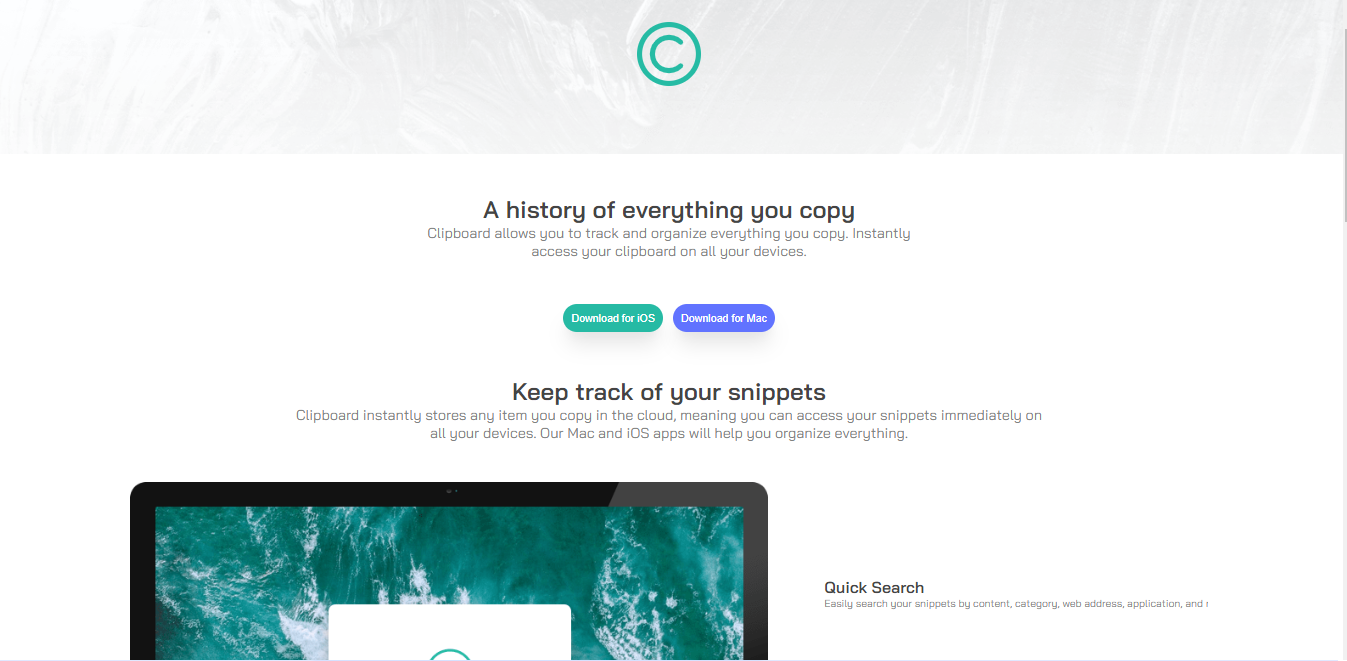 A history of everything you copy
Clipboard allows you to track and organize everything you copy. Instantly
access your clipboard on all your devices.
Download for iOS
Download for Mac
Keep track of your snippets
Clipboard instantly stores any item you copy in the cloud, meaning you can access your snippets immediately on
all your devices. Our Mac and iOS apps will help you organize everything.
Quick Search
Easily search your snippets by content, category, web address, application, and